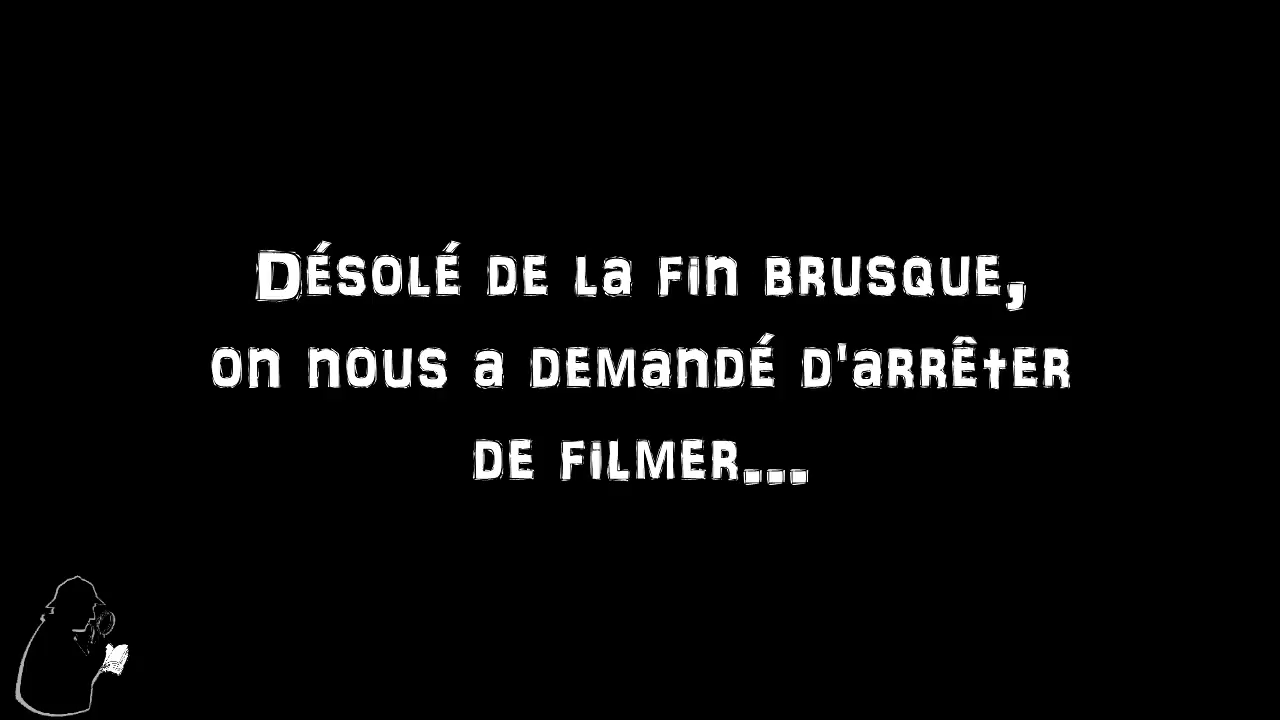 Désolé de la fin brusque,
on nous a demandé d'arrêter
de filmer...